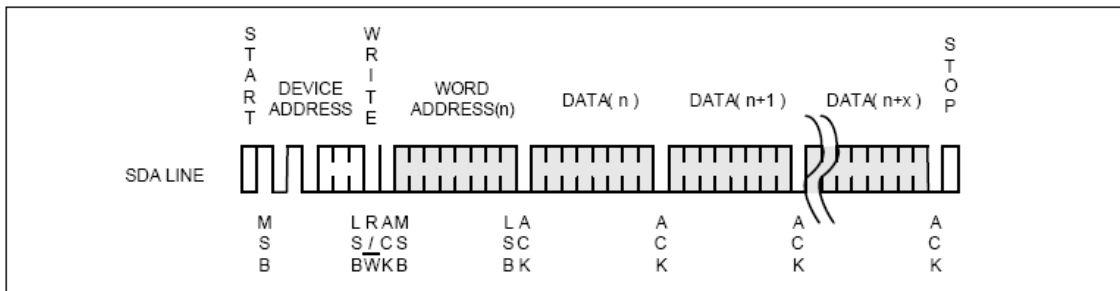 START
WRITE
STOP
DEVICE
ADDRESS
WORD
ADDRESS(n)
DATA( n )
DATA( n+1 )
DATA( n+x )
SDA LINE
MSB
LSB
R/W
ACK
MSB
LSB
ACK
ACK
ACK
ACK